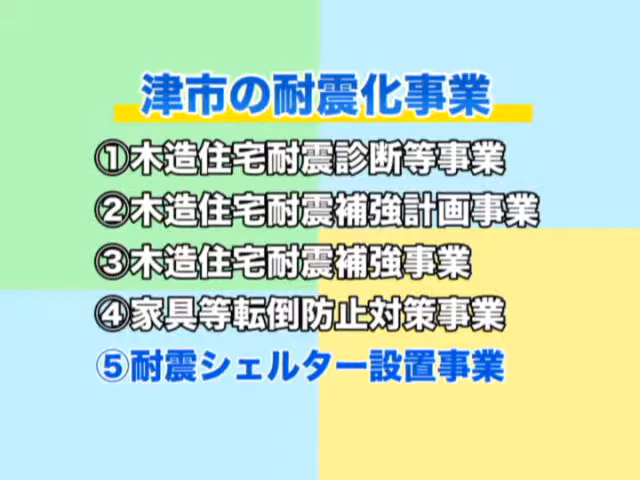 津市の耐震化事業
①木造住宅耐震診断等事業
②木造住宅耐震補強計画事業
③木造住宅耐震補強事業
④家具等転倒防止対策事業
⑤耐震シェルター設置事業